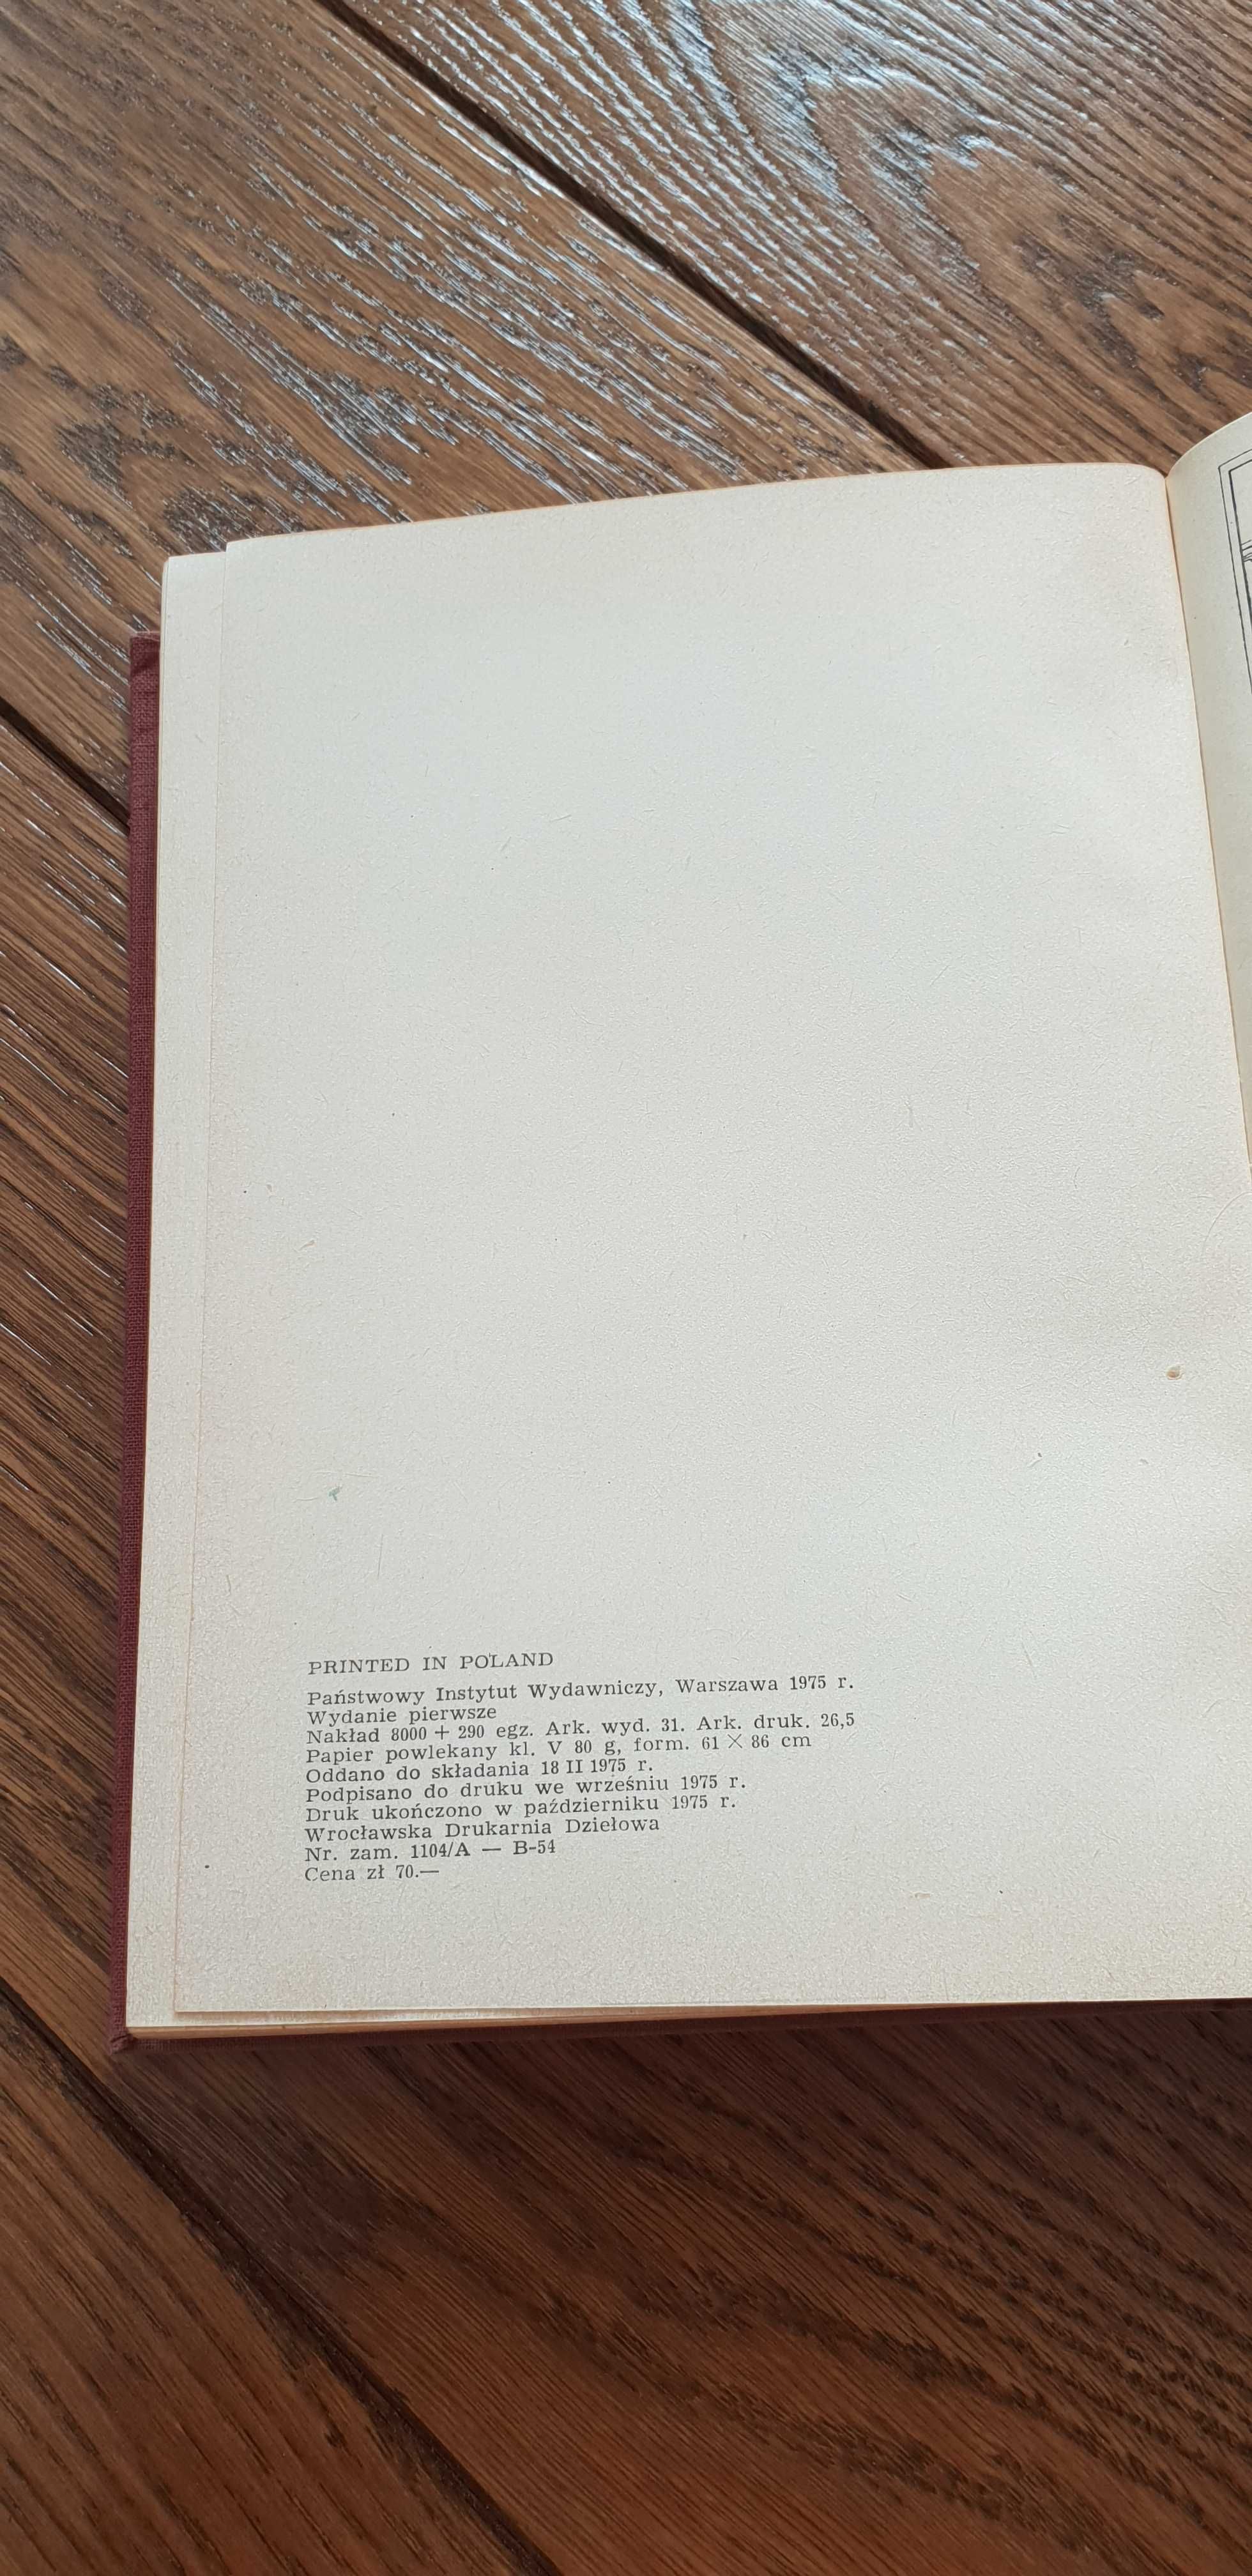 PRINTED IN POLAND
Państwowy Instytut Wydawniczy, Warszawa 1975 r.
Wydanie pierwsze
Nakład 8000 + 290 egz. Ark. wyd. 31. Ark. druk. 26,5
Papier powlekany kl. V 80 g, form. 61 × 86 cm
Oddano do składania 18 II 1975 r.
Podpisano do druku we wrześniu 1975 r.
Druk ukończono w październiku 1975 r.
Wrocławska Drukarnia Dziełowa
Nr. zam. 1104/A — B-54
Cena zł 70.—